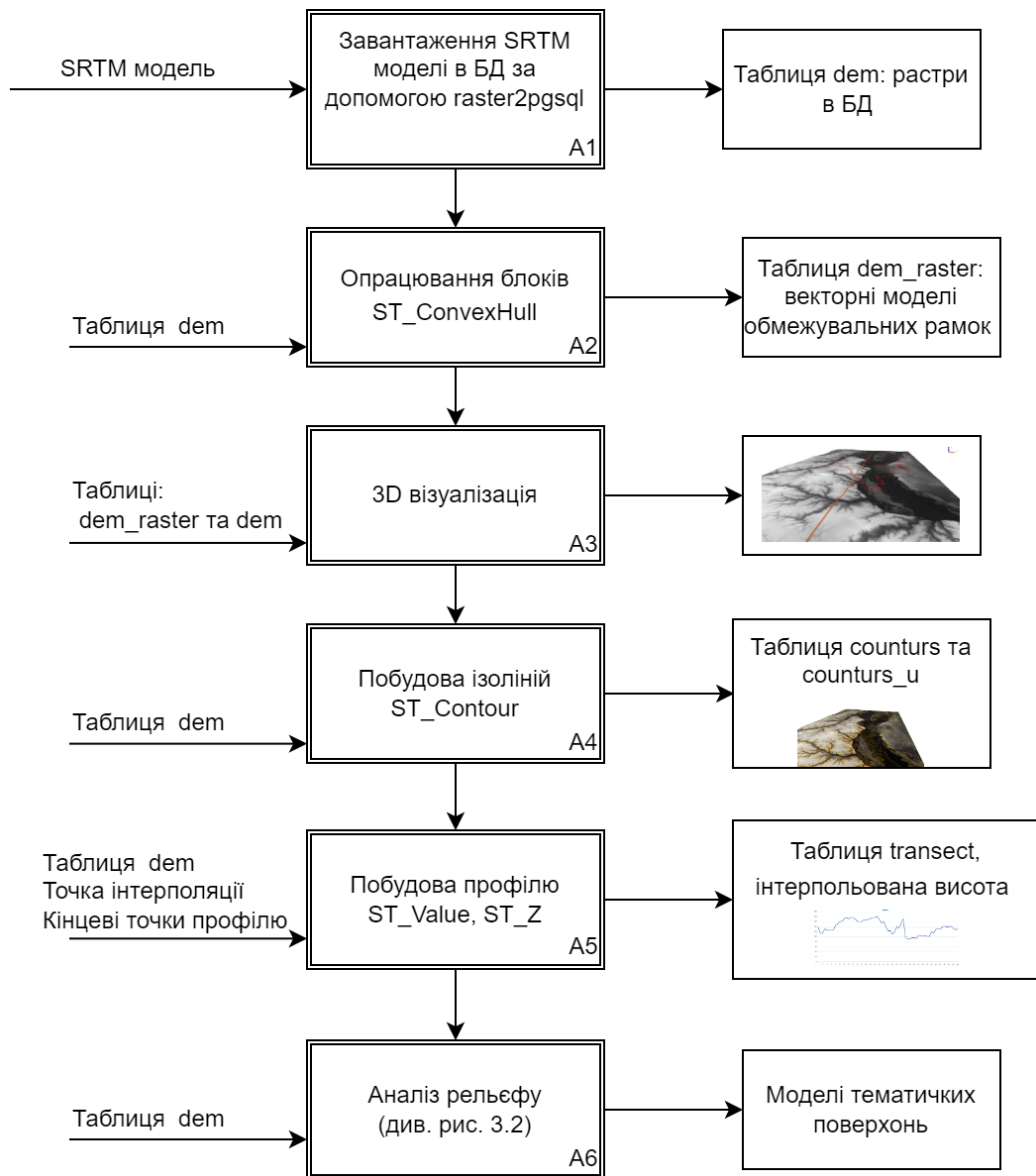 SRTM модель
Завантаження SRTM
моделі в БД за
допомогою raster2pgsql
A1
Таблиця dem: растри
в БД
Таблиця dem
Опрацювання блоків
ST_ConvexHull
A2
Таблиця dem_raster:
векторні моделі
обмежувальних рамок
Таблиці:
dem_raster та dem
3D візуалізація
A3
Таблиця dem
Побудова ізоліній
ST_Contour
A4
Таблиця counturs та
counturs_u
Таблиця dem
Точка інтерполяції
Кінцеві точки профілю
Побудова профілю
ST_Value, ST_Z
A5
Таблиця transect,
інтерпольована висота
Таблиця dem
Аналіз рельєфу
(див. рис. 3.2)
A6
Моделі тематичких
поверхонь